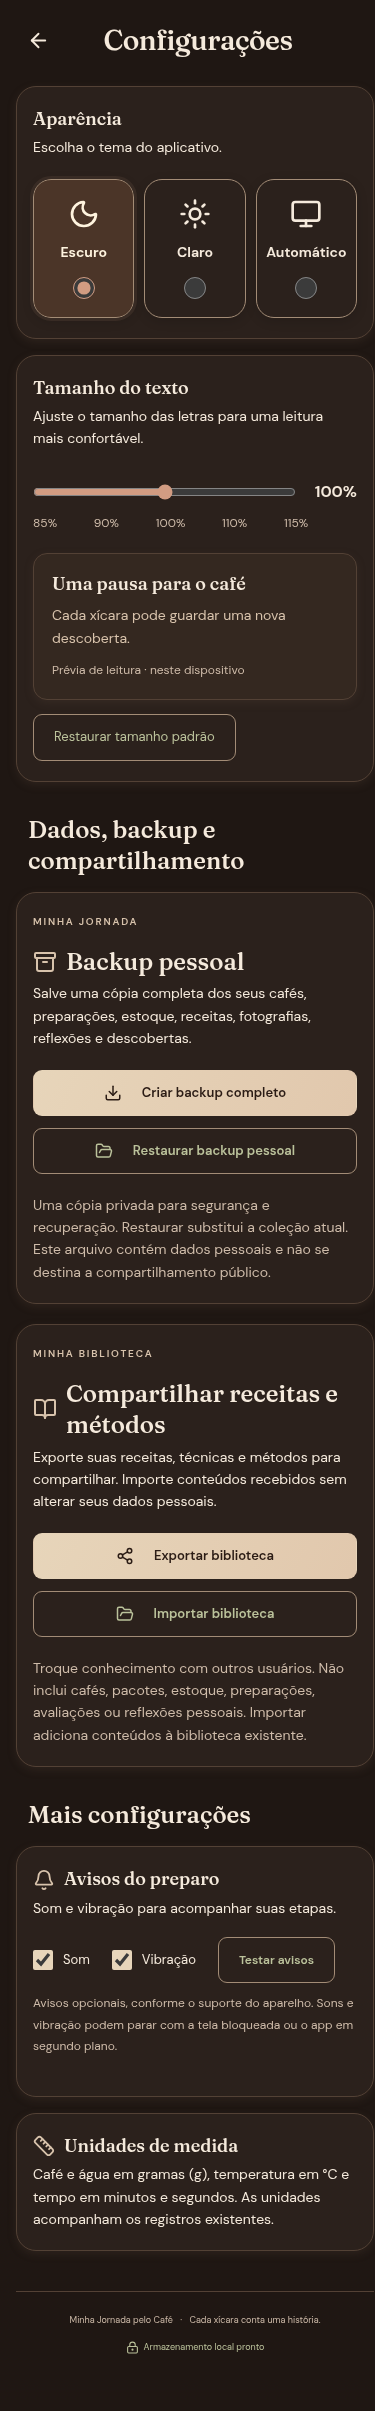 Configurações
Aparência
Escolha o tema do aplicativo.
Escuro
Claro
Automático
Tamanho do texto
Ajuste o tamanho das letras para uma leitura
mais confortável.
100%
85% 90% 100% 110% 115%
Uma pausa para o café
Cada xícara pode guardar uma nova
descoberta.
Prévia de leitura · neste dispositivo
Restaurar tamanho padrão
Dados, backup e
compartilhamento
MINHA JORNADA
Backup pessoal
Salve uma cópia completa dos seus cafés,
preparações, estoque, receitas, fotografias,
reflexões e descobertas.
Criar backup completo
Restaurar backup pessoal
Uma cópia privada para segurança e
recuperação. Restaurar substitui a coleção atual.
Este arquivo contém dados pessoais e não se
destina a compartilhamento público.
MINHA BIBLIOTECA
Compartilhar receitas e
métodos
Exporte suas receitas, técnicas e métodos para
compartilhar. Importe conteúdos recebidos sem
alterar seus dados pessoais.
Exportar biblioteca
Importar biblioteca
Troque conhecimento com outros usuários. Não
inclui cafés, pacotes, estoque, preparações,
avaliações ou reflexões pessoais. Importar
adiciona conteúdos à biblioteca existente.
Mais configurações
Avisos do preparo
Som e vibração para acompanhar suas etapas.
Som
Vibração
Testar avisos
Avisos opcionais, conforme o suporte do aparelho. Sons e
vibração podem parar com a tela bloqueada ou o app em
segundo plano.
Unidades de medida
Café e água em gramas (g), temperatura em °C e
tempo em minutos e segundos. As unidades
acompanham os registros existentes.
Minha Jornada pelo Café · Cada xícara conta uma história.
Armazenamento local pronto